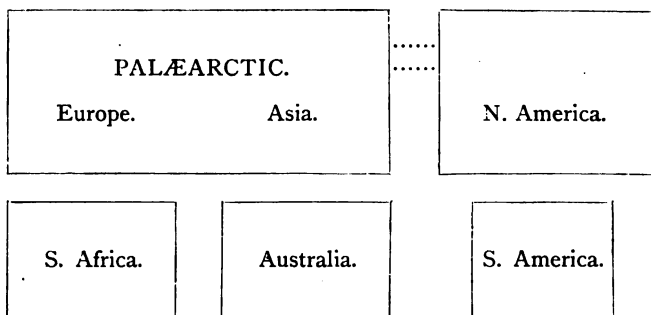 PALÆARCTIC.
Europe. Asia. N. America.
S. Africa. Australia. S. America.